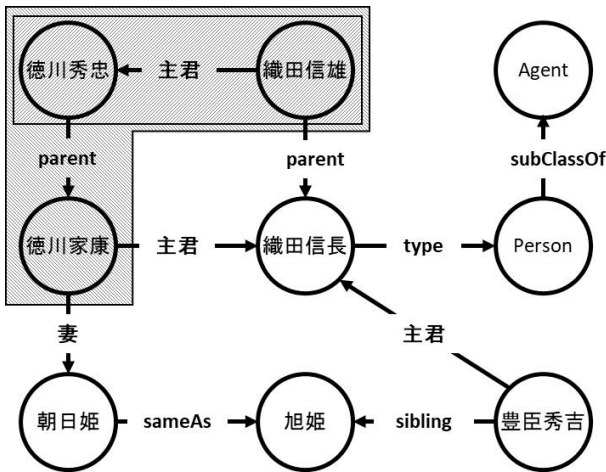 徳川秀忠 主君 織田信雄 Agent
parent parent subClassOf
徳川家康 主君 織田信長 type Person
妻 主君
朝日姫 sameAs 旭姫 sibling 豊臣秀吉